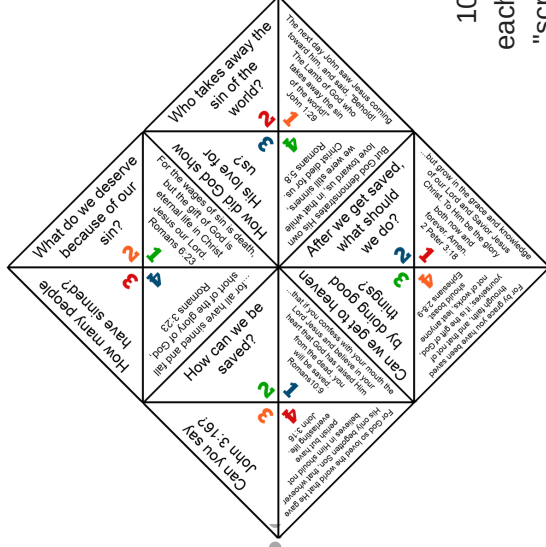 Who takes away the
sin of the
world?
2
The next day John saw Jesus coming
toward him, and said, "Behold!
The Lamb of God who
takes away the sin
of the world!"
John 1:29
1
What do we deserve
because of our
sin?
2
For the wages of sin is death,
but the gift of God is
eternal life in Christ
Jesus our Lord.
Romans 6:23
1
How did God show
His love for
us?
3
But God demonstrates His own
love toward us, in that while
we were still sinners,
Christ died for us.
Romans 5:8
4
After we get saved,
what should
we do?
2
...but grow in the grace and knowledge
of our Lord and Savior Jesus
Christ. To Him be the glory
both now and
forever. Amen.
2 Peter 3:18
1
How many people
have sinned?
3
...for all have sinned and fall
short of the glory of God,
Romans 3:23
4
How can we be
saved?
2
...that if you confess with your mouth the
Lord Jesus and believe in your
heart that God has raised Him
from the dead, you
will be saved.
Romans10:9
1
Can we get to heaven
by doing good
things?
3
For by grace you have been saved
through faith, and that not of
yourselves; it is the gift of God,
not of works, lest anyone
should boast.
Ephesians 2:8-9
4
Can you say
John 3:16?
3
For God so loved the world that He gave
His only begotten Son, that whoever
believes in Him should not
perish but have
everlasting life.
John 3:16
4
10
each
"scr